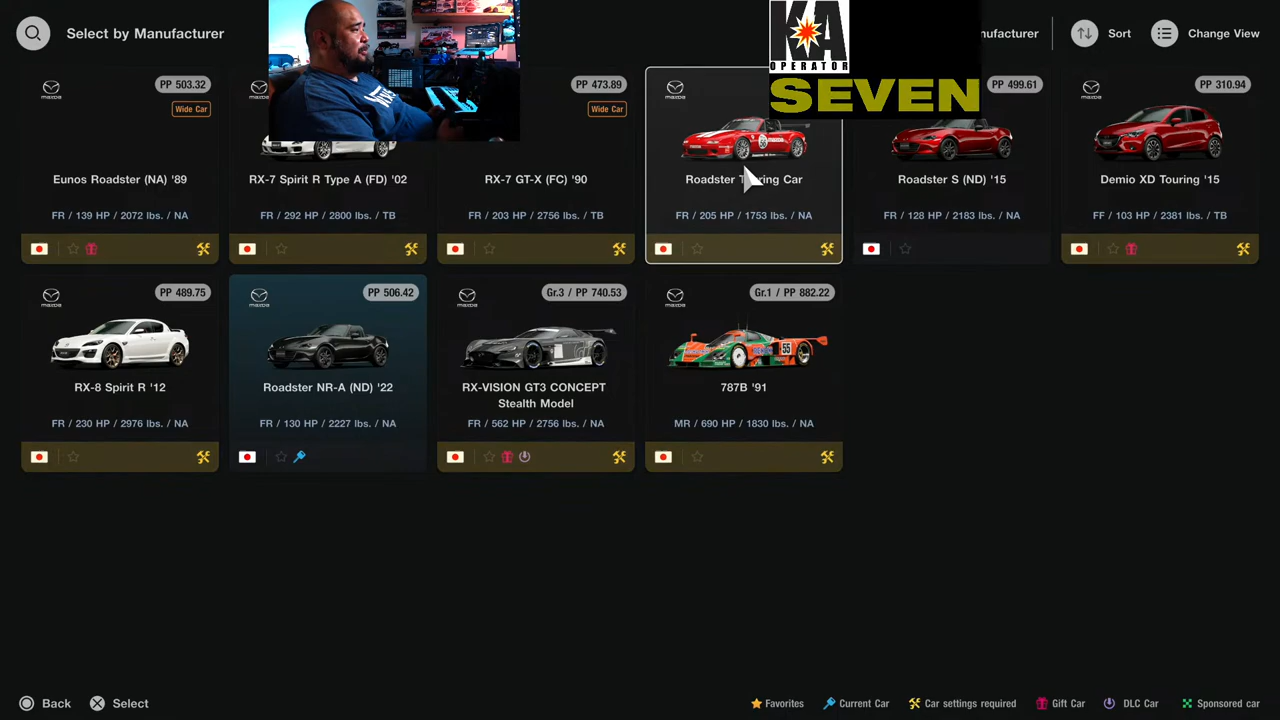 Select by Manufacturer
nufacturer
Sort
Change View
KA
OPERATOR
SEVEN
PP 503.32
Wide Car
Eunos Roadster (NA) '89
FR / 139 HP / 2072 lbs. / NA
RX-7 Spirit R Type A (FD) '02
FR / 292 HP / 2800 lbs. / TB
PP 473.89
Wide Car
RX-7 GT-X (FC) '90
FR / 203 HP / 2756 lbs. / TB
Roadster Touring Car
FR / 205 HP / 1753 lbs. / NA
PP 499.61
Roadster S (ND) '15
FR / 128 HP / 2183 lbs. / NA
PP 310.94
Demio XD Touring '15
FF / 103 HP / 2381 lbs. / TB
PP 489.75
RX-8 Spirit R '12
FR / 230 HP / 2976 lbs. / NA
PP 506.42
Roadster NR-A (ND) '22
FR / 130 HP / 2227 lbs. / NA
Gr.3 / PP 740.53
RX-VISION GT3 CONCEPT
Stealth Model
FR / 562 HP / 2756 lbs. / NA
Gr.1 / PP 882.22
55
787B '91
MR / 690 HP / 1830 lbs. / NA
Back
Select
Favorites
Current Car
Car settings required
Gift Car
DLC Car
Sponsored car